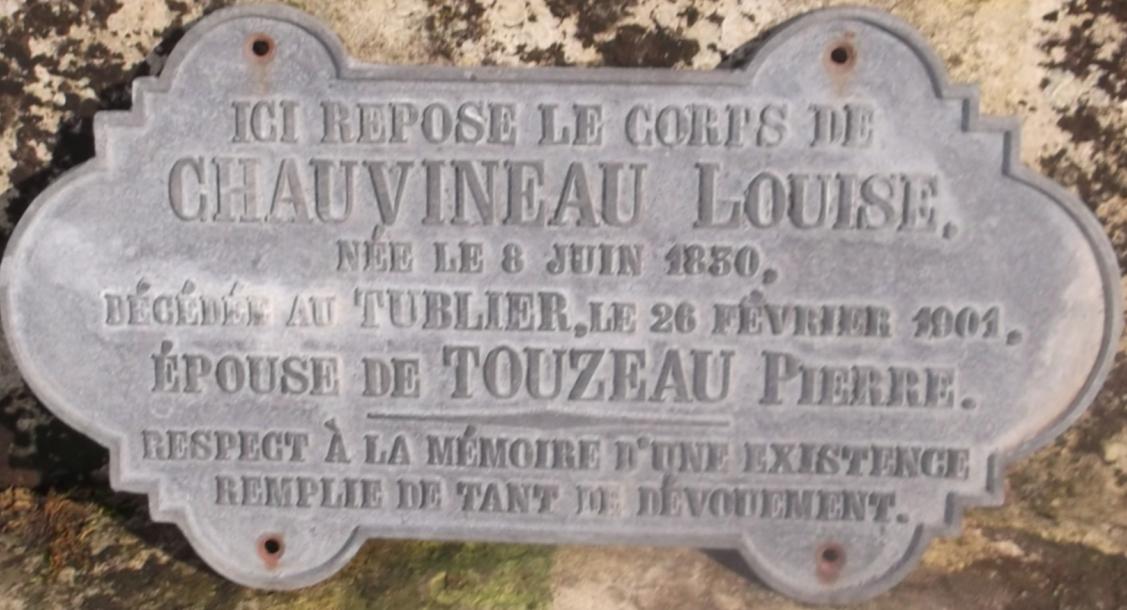 ICI REPOSE LE CORPS DE
CHAUVINEAU LOUISE,
NÉE LE 8 JUIN 1830,
DÉCÉDÉE AU TUBLIER, LE 26 FÉVRIER 1901,
ÉPOUSE DE TOUZEAU PIERRE.
RESPECT À LA MÉMOIRE D'UNE EXISTENCE
REMPLIE DE TANT DE DÉVOUEMENT.